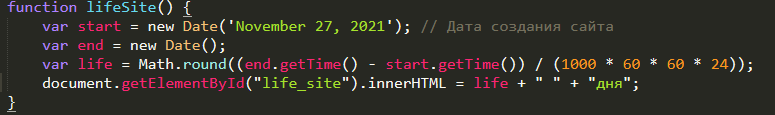 function lifeSite() {
    var start = new Date('November 27, 2021'); // Дата создания сайта
    var end = new Date();
    var life = Math.round((end.getTime() - start.getTime()) / (1000 * 60 * 60 * 24));
    document.getElementById("life_site").innerHTML = life + " " + "дня";
}